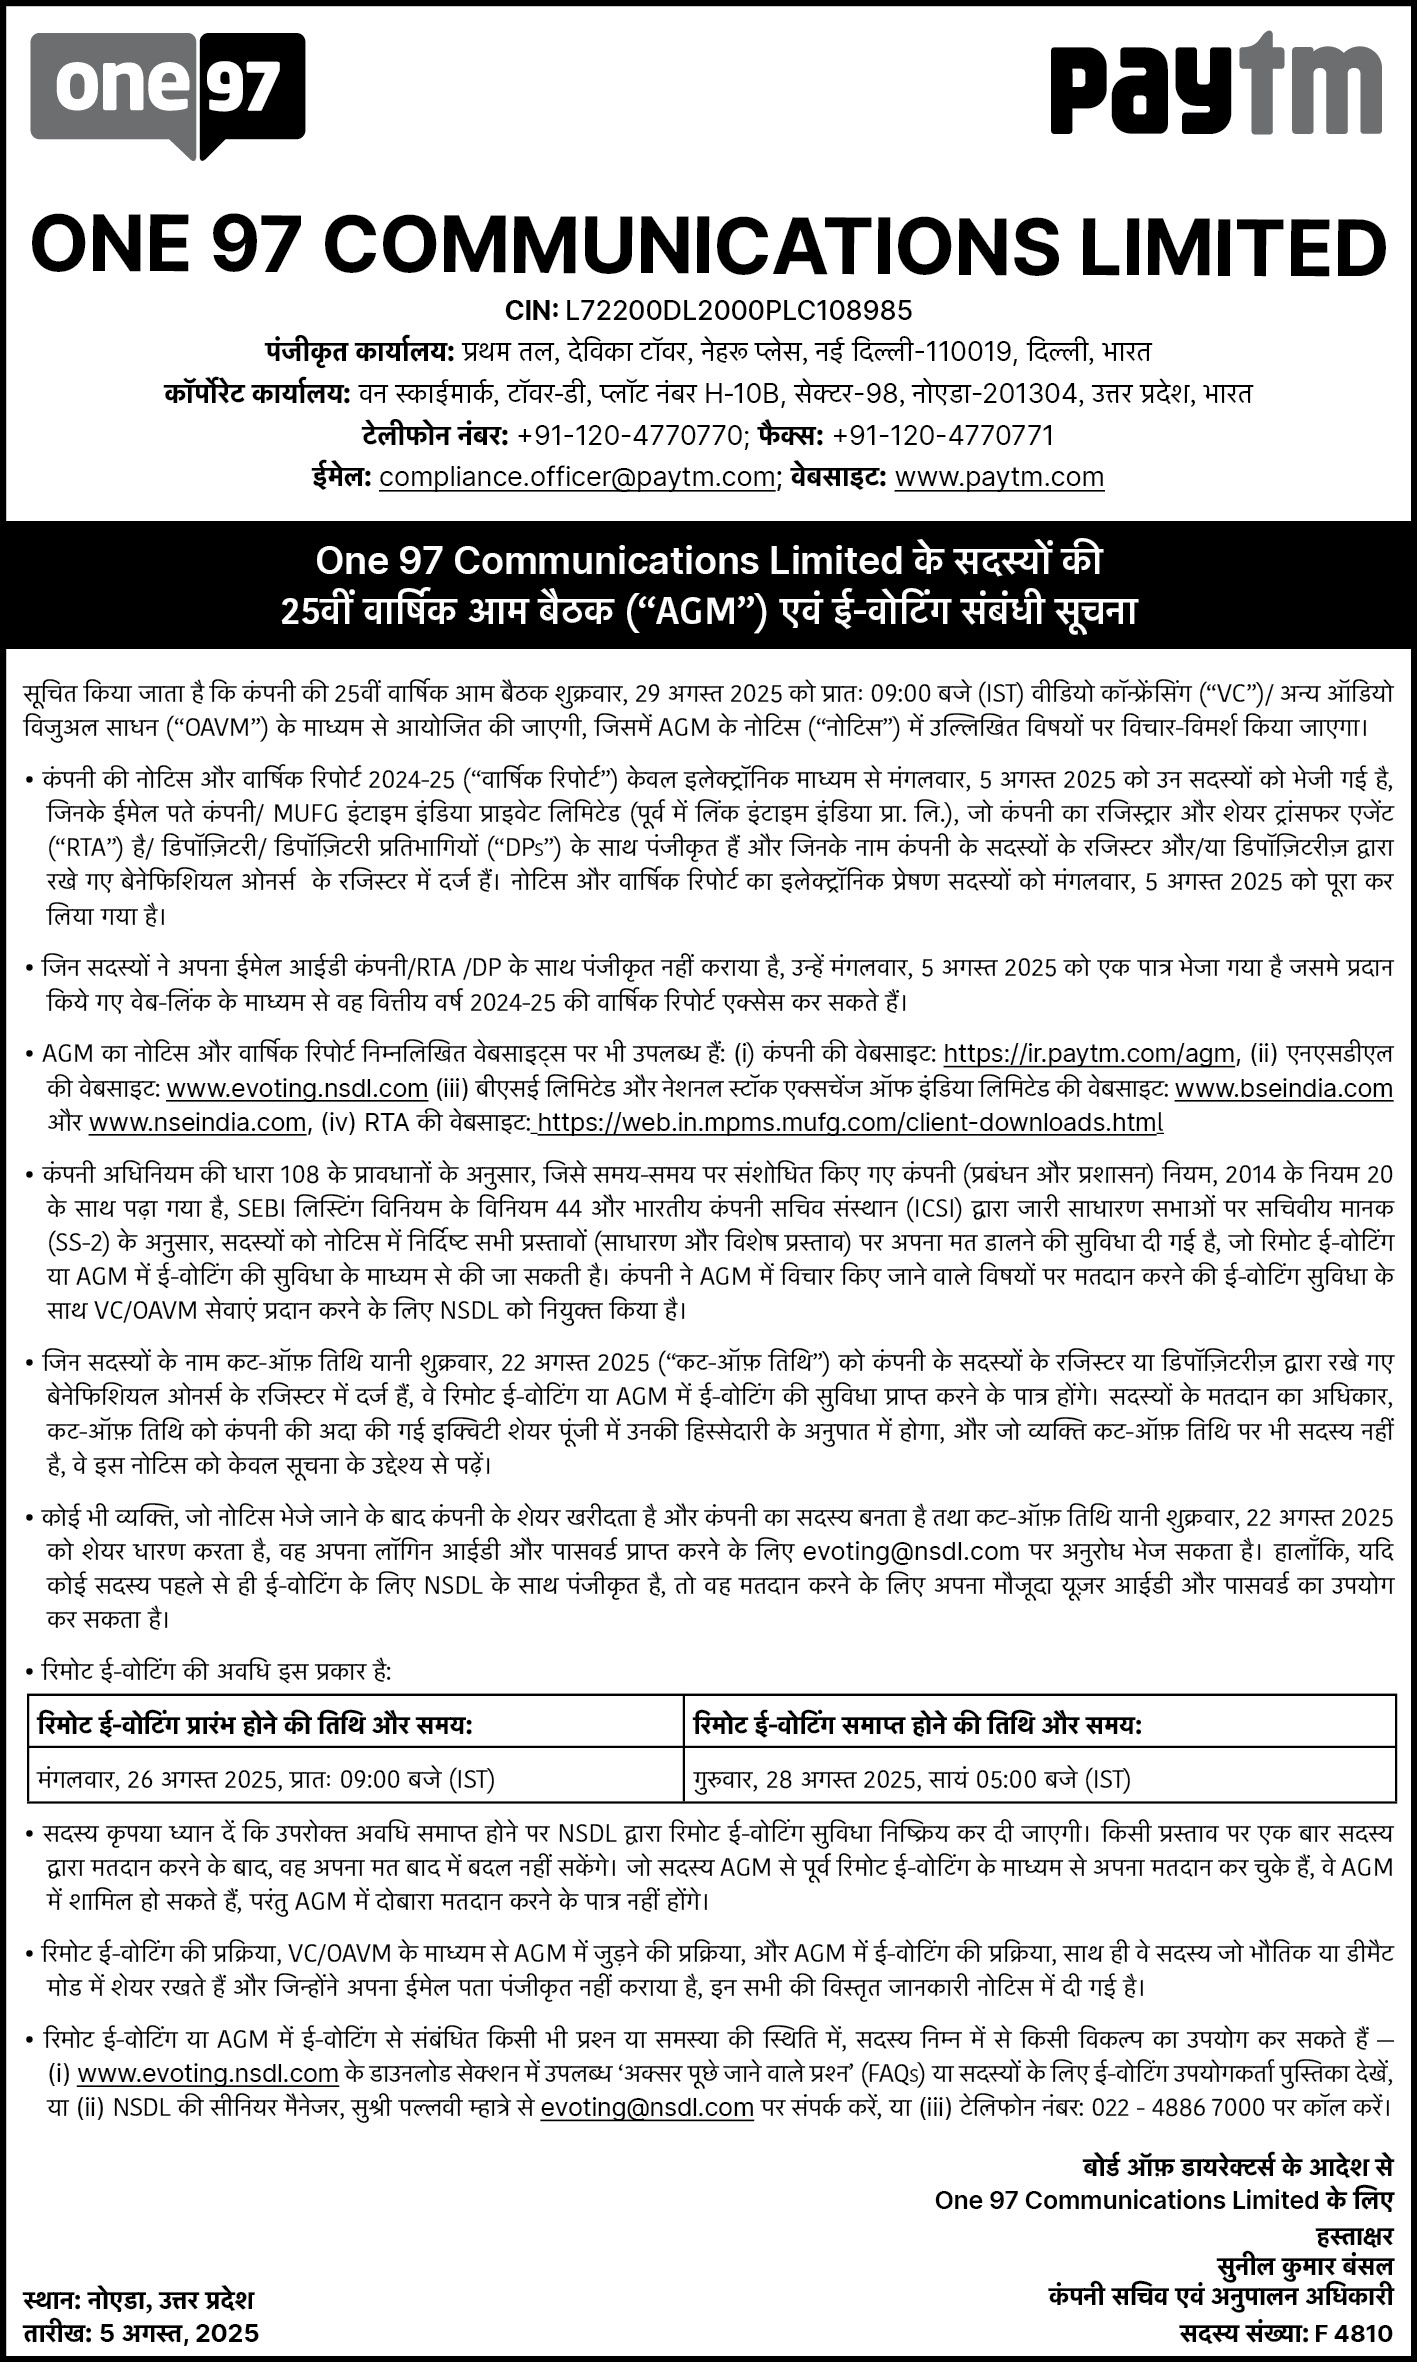 one 97
paytm
ONE 97 COMMUNICATIONS LIMITED
CIN: L72200DL2000PLC108985
पंजीकृत कार्यालय: प्रथम तल, देविका टॉवर, नेहरू प्लेस, नई दिल्ली-110019, दिल्ली, भारत
कॉर्पोरेट कार्यालय: वन स्काईमार्क, टॉवर-डी, प्लॉट नंबर H-10B, सेक्टर-98, नोएडा-201304, उत्तर प्रदेश, भारत
टेलीफोन नंबर: +91-120-4770770; फैक्स: +91-120-4770771
ईमेल: compliance.officer@paytm.com; वेबसाइट: www.paytm.com
One 97 Communications Limited के सदस्यों की
25वीं वार्षिक आम बैठक (“AGM”) एवं ई-वोटिंग संबंधी सूचना
सूचित किया जाता है कि कंपनी की 25वीं वार्षिक आम बैठक शुक्रवार, 29 अगस्त 2025 को प्रातः 09:00 बजे (IST) वीडियो कॉन्फ्रेंसिंग (“VC”)/ अन्य ऑडियो
विजुअल साधन (“OAVM”) के माध्यम से आयोजित की जाएगी, जिसमें AGM के नोटिस (“नोटिस”) में उल्लिखित विषयों पर विचार-विमर्श किया जाएगा।
• कंपनी की नोटिस और वार्षिक रिपोर्ट 2024-25 (“वार्षिक रिपोर्ट”) केवल इलेक्ट्रॉनिक माध्यम से मंगलवार, 5 अगस्त 2025 को उन सदस्यों को भेजी गई है,
जिनके ईमेल पते कंपनी/ MUFG इंटाइम इंडिया प्राइवेट लिमिटेड (पूर्व में लिंक इंटाइम इंडिया प्रा. लि.), जो कंपनी का रजिस्ट्रार और शेयर ट्रांसफर एजेंट
(“RTA”) है/ डिपॉज़िटरी/ डिपॉज़िटरी प्रतिभागियों (“DPs”) के साथ पंजीकृत हैं और जिनके नाम कंपनी के सदस्यों के रजिस्टर और/या डिपॉज़िटरीज़ द्वारा
रखे गए बेनेफिशियल ओनर्स के रजिस्टर में दर्ज हैं। नोटिस और वार्षिक रिपोर्ट का इलेक्ट्रॉनिक प्रेषण सदस्यों को मंगलवार, 5 अगस्त 2025 को पूरा कर
लिया गया है।
• जिन सदस्यों ने अपना ईमेल आईडी कंपनी/RTA /DP के साथ पंजीकृत नहीं कराया है, उन्हें मंगलवार, 5 अगस्त 2025 को एक पात्र भेजा गया है जसमे प्रदान
किये गए वेब-लिंक के माध्यम से वह वित्तीय वर्ष 2024-25 की वार्षिक रिपोर्ट एक्सेस कर सकते हैं।
• AGM का नोटिस और वार्षिक रिपोर्ट निम्नलिखित वेबसाइट्स पर भी उपलब्ध हैं: (i) कंपनी की वेबसाइट: https://ir.paytm.com/agm, (ii) एनएसडीएल
की वेबसाइट: www.evoting.nsdl.com (iii) बीएसई लिमिटेड और नेशनल स्टॉक एक्सचेंज ऑफ इंडिया लिमिटेड की वेबसाइट: www.bseindia.com
और www.nseindia.com, (iv) RTA की वेबसाइट: https://web.in.mpms.mufg.com/client-downloads.html
• कंपनी अधिनियम की धारा 108 के प्रावधानों के अनुसार, जिसे समय-समय पर संशोधित किए गए कंपनी (प्रबंधन और प्रशासन) नियम, 2014 के नियम 20
के साथ पढ़ा गया है, SEBI लिस्टिंग विनियम के विनियम 44 और भारतीय कंपनी सचिव संस्थान (ICSI) द्वारा जारी साधारण सभाओं पर सचिवीय मानक
(SS-2) के अनुसार, सदस्यों को नोटिस में निर्दिष्ट सभी प्रस्तावों (साधारण और विशेष प्रस्ताव) पर अपना मत डालने की सुविधा दी गई है, जो रिमोट ई-वोटिंग
या AGM में ई-वोटिंग की सुविधा के माध्यम से की जा सकती है। कंपनी ने AGM में विचार किए जाने वाले विषयों पर मतदान करने की ई-वोटिंग सुविधा के
साथ VC/OAVM सेवाएं प्रदान करने के लिए NSDL को नियुक्त किया है।
• जिन सदस्यों के नाम कट-ऑफ़ तिथि यानी शुक्रवार, 22 अगस्त 2025 (“कट-ऑफ़ तिथि”) को कंपनी के सदस्यों के रजिस्टर या डिपॉज़िटरीज़ द्वारा रखे गए
बेनेफिशियल ओनर्स के रजिस्टर में दर्ज हैं, वे रिमोट ई-वोटिंग या AGM में ई-वोटिंग की सुविधा प्राप्त करने के पात्र होंगे। सदस्यों के मतदान का अधिकार,
कट-ऑफ़ तिथि को कंपनी की अदा की गई इक्विटी शेयर पूंजी में उनकी हिस्सेदारी के अनुपात में होगा, और जो व्यक्ति कट-ऑफ़ तिथि पर भी सदस्य नहीं
है, वे इस नोटिस को केवल सूचना के उद्देश्य से पढ़ें।
• कोई भी व्यक्ति, जो नोटिस भेजे जाने के बाद कंपनी के शेयर खरीदता है और कंपनी का सदस्य बनता है तथा कट-ऑफ़ तिथि यानी शुक्रवार, 22 अगस्त 2025
को शेयर धारण करता है, वह अपना लॉगिन आईडी और पासवर्ड प्राप्त करने के लिए evoting@nsdl.com पर अनुरोध भेज सकता है। हालाँकि, यदि
कोई सदस्य पहले से ही ई-वोटिंग के लिए NSDL के साथ पंजीकृत है, तो वह मतदान करने के लिए अपना मौजूदा यूज़र आईडी और पासवर्ड का उपयोग
कर सकता है।
• रिमोट ई-वोटिंग की अवधि इस प्रकार है:
रिमोट ई-वोटिंग प्रारंभ होने की तिथि और समय: रिमोट ई-वोटिंग समाप्त होने की तिथि और समय:
मंगलवार, 26 अगस्त 2025, प्रातः 09:00 बजे (IST) गुरुवार, 28 अगस्त 2025, सायं 05:00 बजे (IST)
• सदस्य कृपया ध्यान दें कि उपरोक्त अवधि समाप्त होने पर NSDL द्वारा रिमोट ई-वोटिंग सुविधा निष्क्रिय कर दी जाएगी। किसी प्रस्ताव पर एक बार सदस्य
द्वारा मतदान करने के बाद, वह अपना मत बाद में बदल नहीं सकेंगे। जो सदस्य AGM से पूर्व रिमोट ई-वोटिंग के माध्यम से अपना मतदान कर चुके हैं, वे AGM
में शामिल हो सकते हैं, परंतु AGM में दोबारा मतदान करने के पात्र नहीं होंगे।
• रिमोट ई-वोटिंग की प्रक्रिया, VC/OAVM के माध्यम से AGM में जुड़ने की प्रक्रिया, और AGM में ई-वोटिंग की प्रक्रिया, साथ ही वे सदस्य जो भौतिक या डीमैट
मोड में शेयर रखते हैं और जिन्होंने अपना ईमेल पता पंजीकृत नहीं कराया है, इन सभी की विस्तृत जानकारी नोटिस में दी गई है।
• रिमोट ई-वोटिंग या AGM में ई-वोटिंग से संबंधित किसी भी प्रश्न या समस्या की स्थिति में, सदस्य निम्न में से किसी विकल्प का उपयोग कर सकते हैं –
(i) www.evoting.nsdl.com के डाउनलोड सेक्शन में उपलब्ध ‘अक्सर पूछे जाने वाले प्रश्न’ (FAQs) या सदस्यों के लिए ई-वोटिंग उपयोगकर्ता पुस्तिका देखें,
या (ii) NSDL की सीनियर मैनेजर, सुश्री पल्लवी म्हात्रे से evoting@nsdl.com पर संपर्क करें, या (iii) टेलिफोन नंबर: 022 - 4886 7000 पर कॉल करें।
बोर्ड ऑफ़ डायरेक्टर्स के आदेश से
One 97 Communications Limited के लिए
हस्ताक्षर
सुनील कुमार बंसल
स्थान: नोएडा, उत्तर प्रदेश कंपनी सचिव एवं अनुपालन अधिकारी
तारीख: 5 अगस्त, 2025 सदस्य संख्या: F 4810